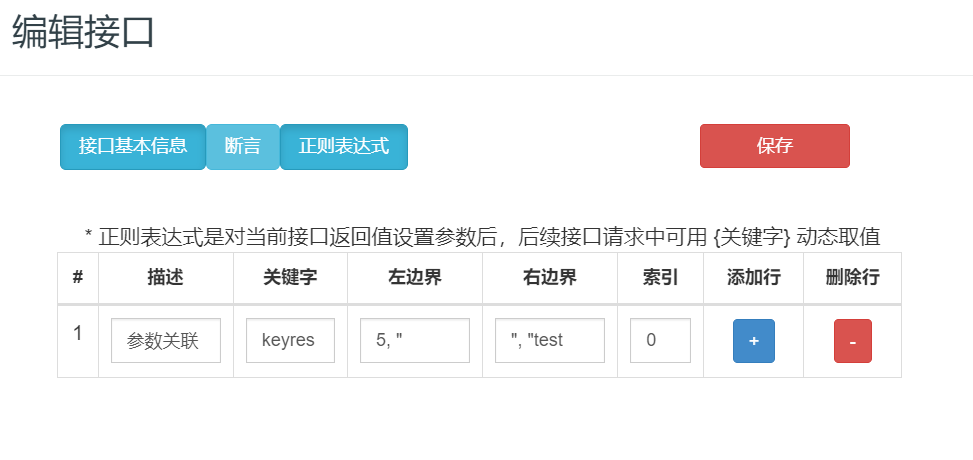 编辑接口
接口基本信息 断言 正则表达式 保存
* 正则表达式是对当前接口返回值设置参数后，后续接口请求中可用 {关键字} 动态取值
# 描述 关键字 左边界 右边界 索引 添加行 删除行
1 参数关联 keyres 5, " ", "test 0 + -